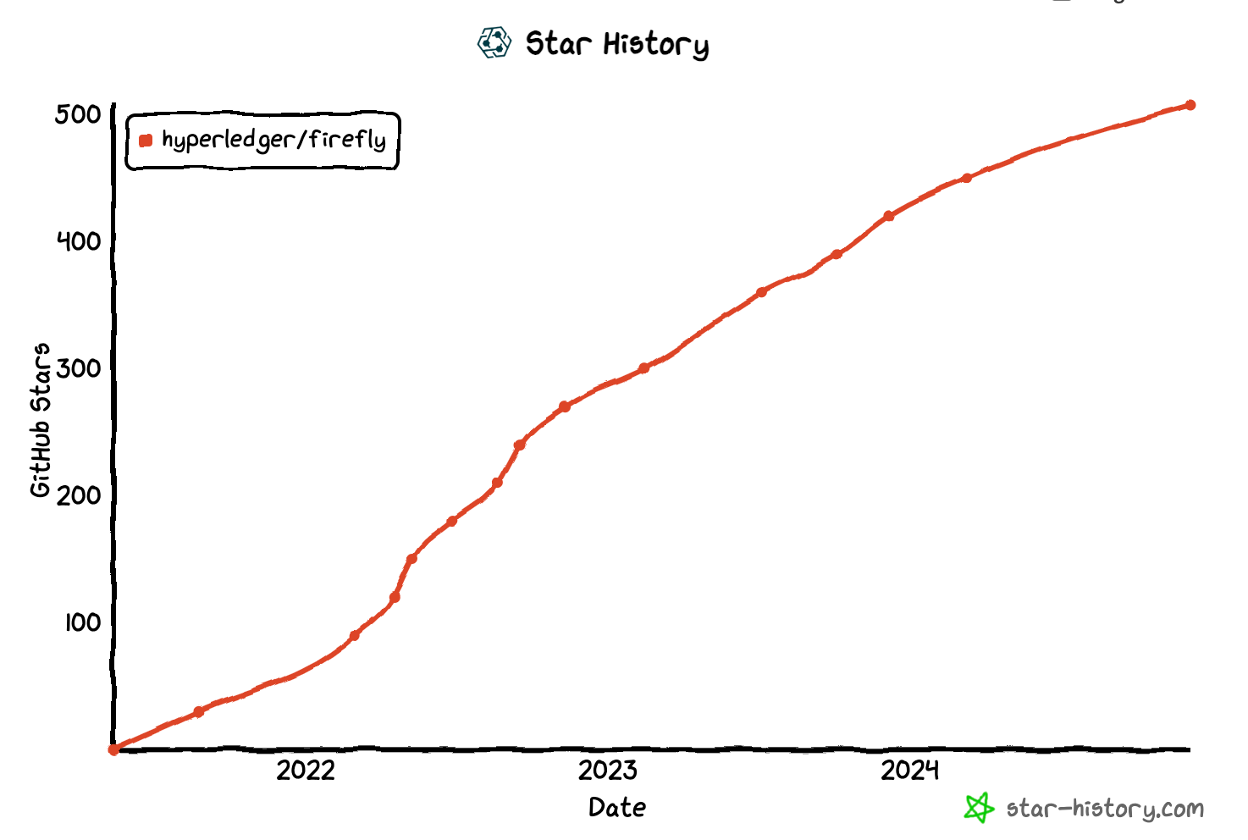 Star History
hyperledger/firefly
500
400
300
200
100
GitHub Stars
2022 2023 2024
Date
star-history.com